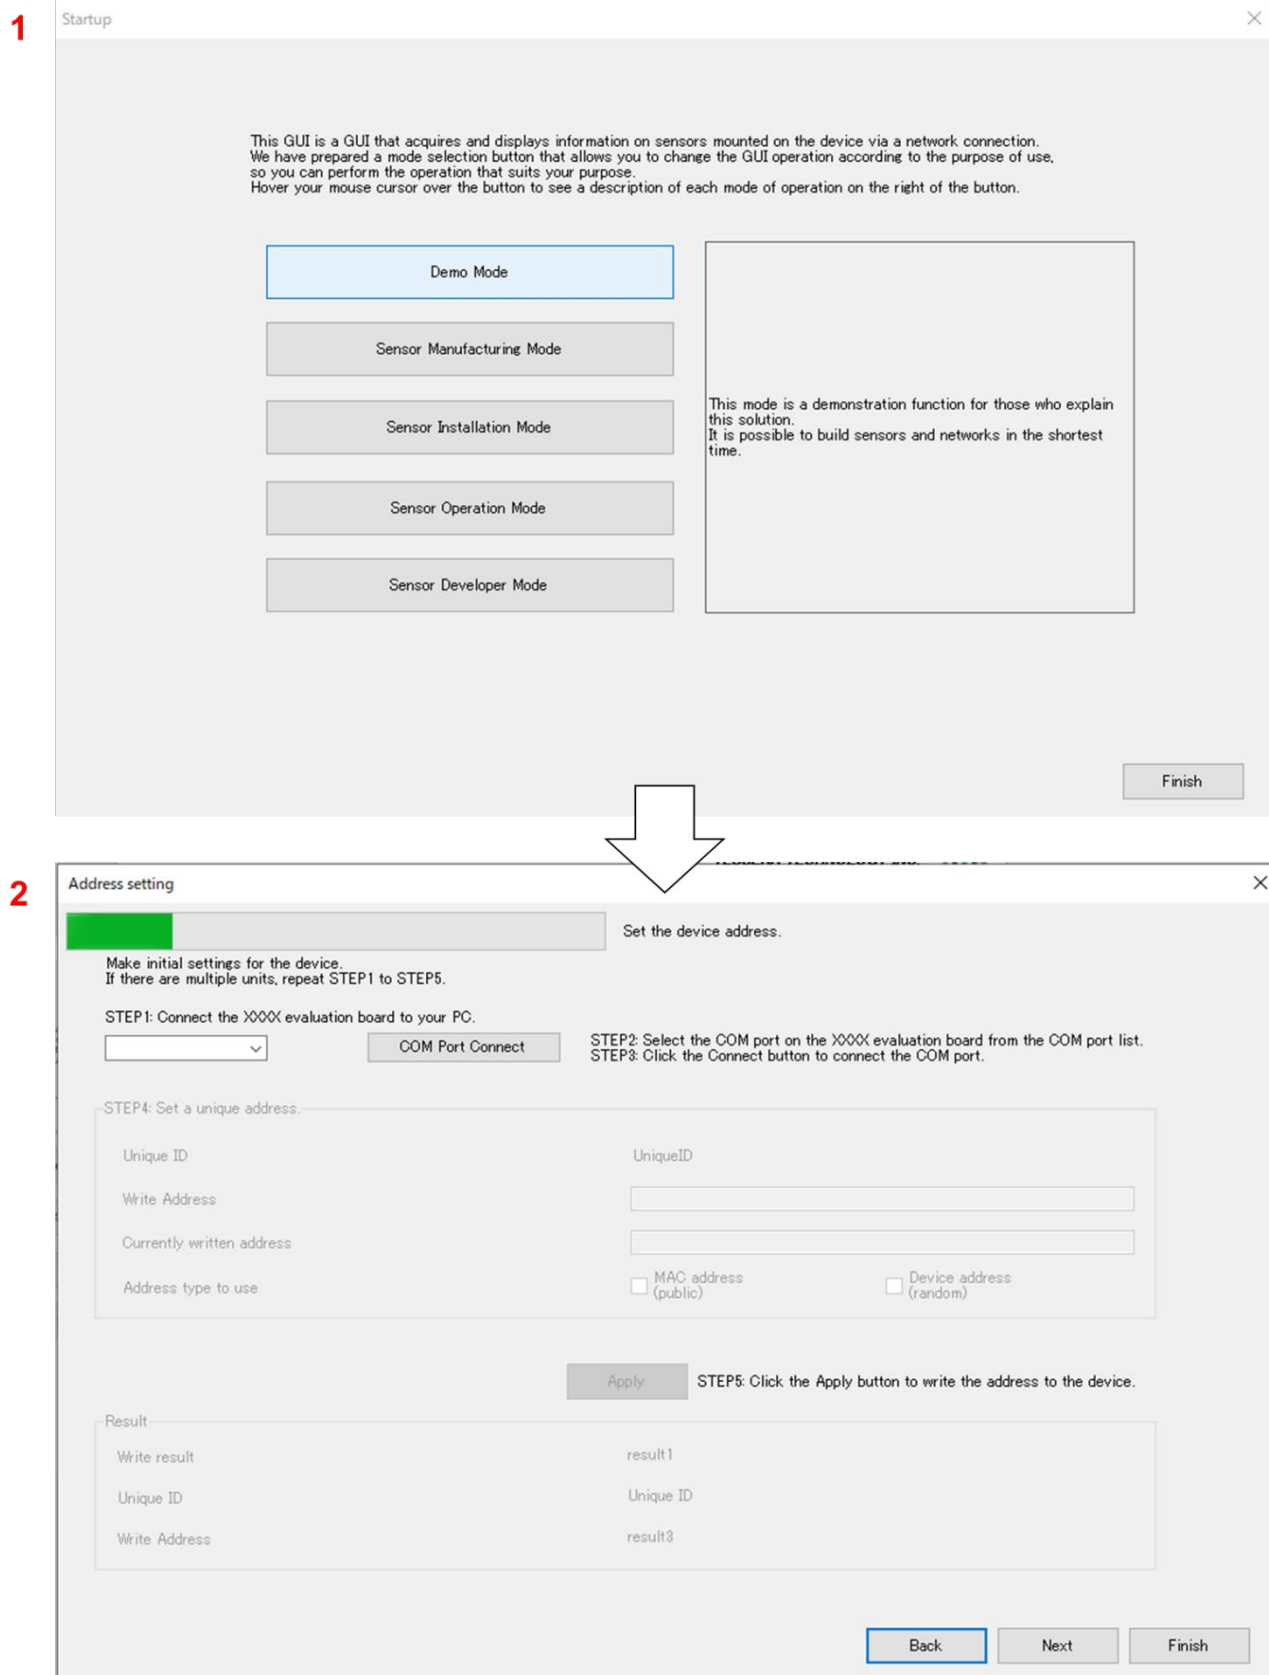 1
Startup
This GUI is a GUI that acquires and displays information on sensors mounted on the device via a network connection.
We have prepared a mode selection button that allows you to change the GUI operation according to the purpose of use,
so you can perform the operation that suits your purpose.
Hover your mouse cursor over the button to see a description of each mode of operation on the right of the button.
Demo Mode
Sensor Manufacturing Mode
Sensor Installation Mode
Sensor Operation Mode
Sensor Developer Mode
This mode is a demonstration function for those who explain
this solution.
It is possible to build sensors and networks in the shortest
time.
Finish
2
Address setting
Set the device address.
Make initial settings for the device.
If there are multiple units, repeat STEP1 to STEP5.
STEP1: Connect the XXXX evaluation board to your PC.
COM Port Connect
STEP2: Select the COM port on the XXXX evaluation board from the COM port list.
STEP3: Click the Connect button to connect the COM port.
STEP4: Set a unique address.
Unique ID UniqueID
Write Address
Currently written address
Address type to use
MAC address
(public)
Device address
(random)
Apply
STEP5: Click the Apply button to write the address to the device.
Result
Write result result1
Unique ID Unique ID
Write Address result3
Back Next Finish